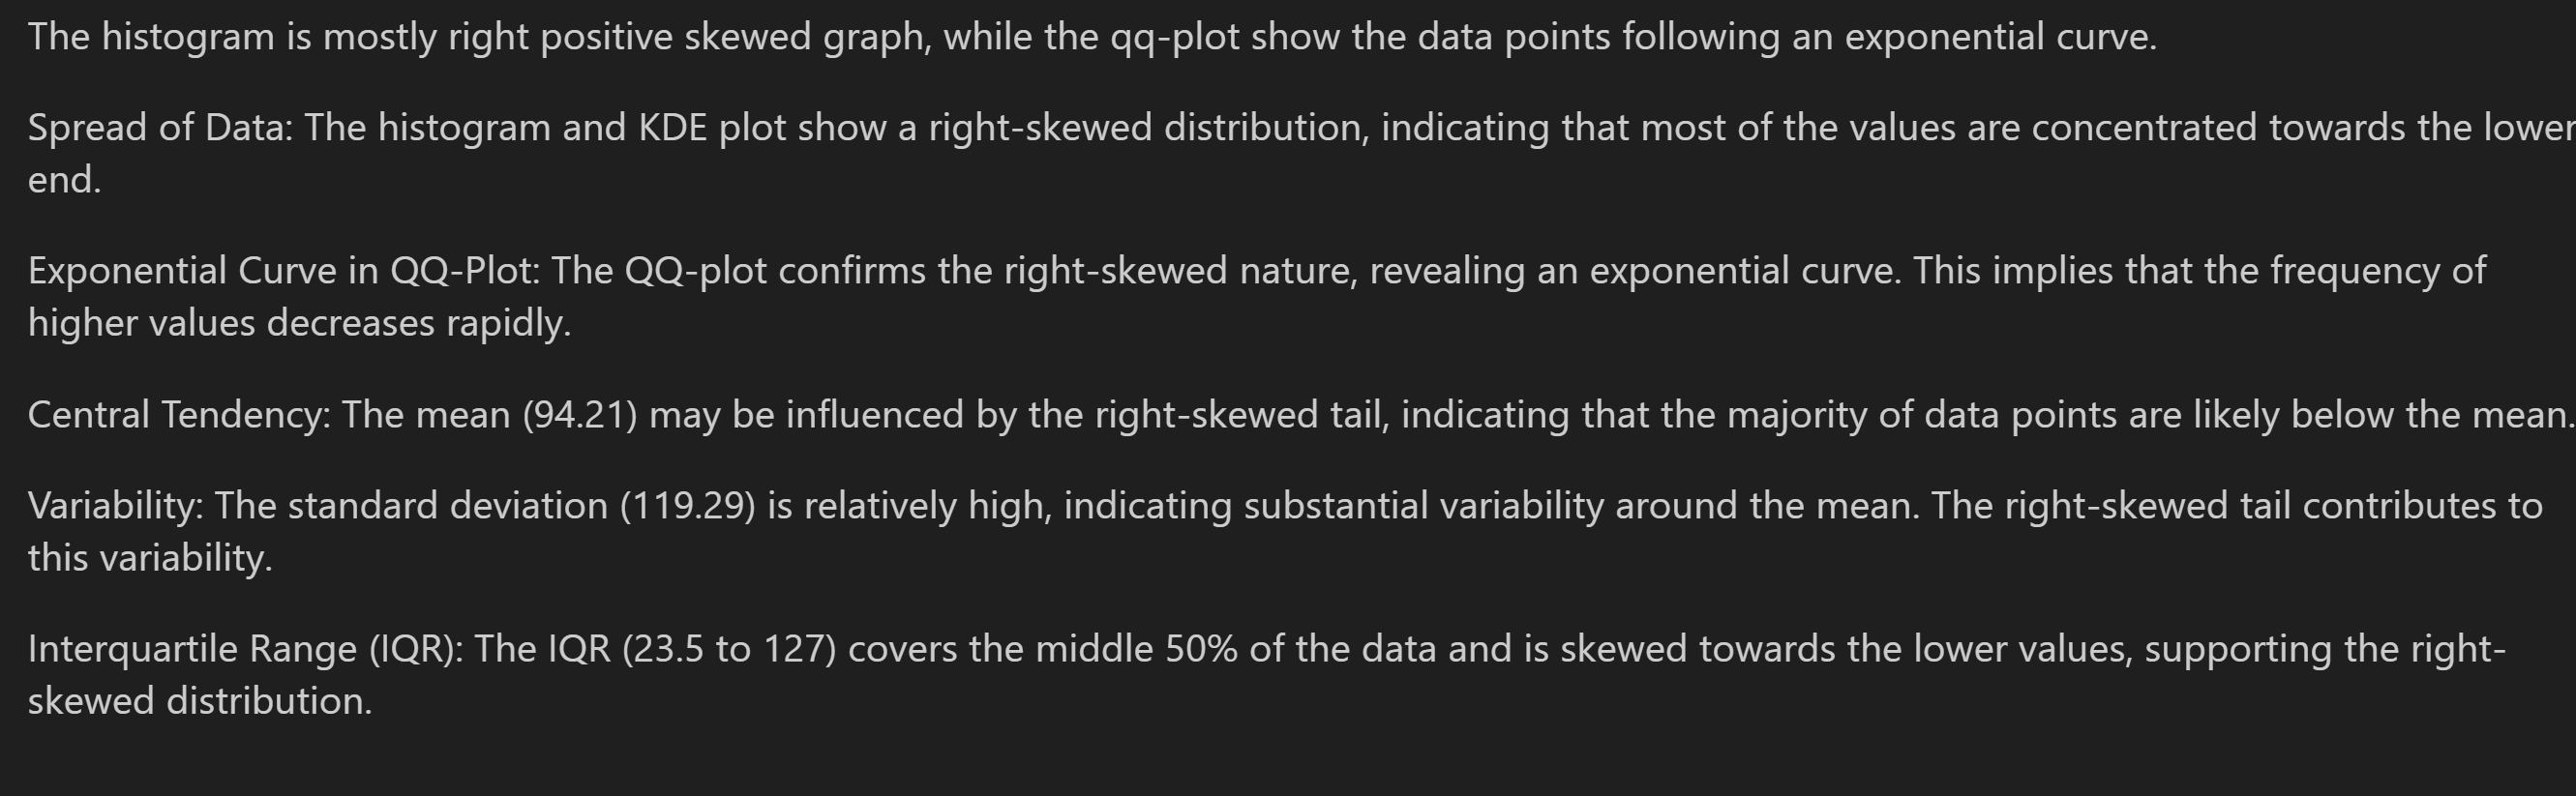 The histogram is mostly right positive skewed graph, while the qq-plot show the data points following an exponential curve.
Spread of Data: The histogram and KDE plot show a right-skewed distribution, indicating that most of the values are concentrated towards the lower
end.
Exponential Curve in QQ-Plot: The QQ-plot confirms the right-skewed nature, revealing an exponential curve. This implies that the frequency of
higher values decreases rapidly.
Central Tendency: The mean (94.21) may be influenced by the right-skewed tail, indicating that the majority of data points are likely below the mean.
Variability: The standard deviation (119.29) is relatively high, indicating substantial variability around the mean. The right-skewed tail contributes to
this variability.
Interquartile Range (IQR): The IQR (23.5 to 127) covers the middle 50% of the data and is skewed towards the lower values, supporting the right-
skewed distribution.